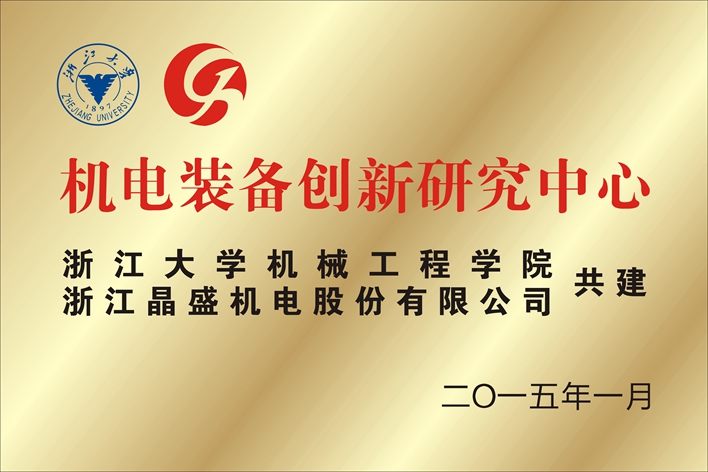 浙江大学
ZHEJIANG UNIVERSITY
1897
机电装备创新研究中心
浙江大学机械工程学院
浙江晶盛机电股份有限公司
共建
二〇一五年一月